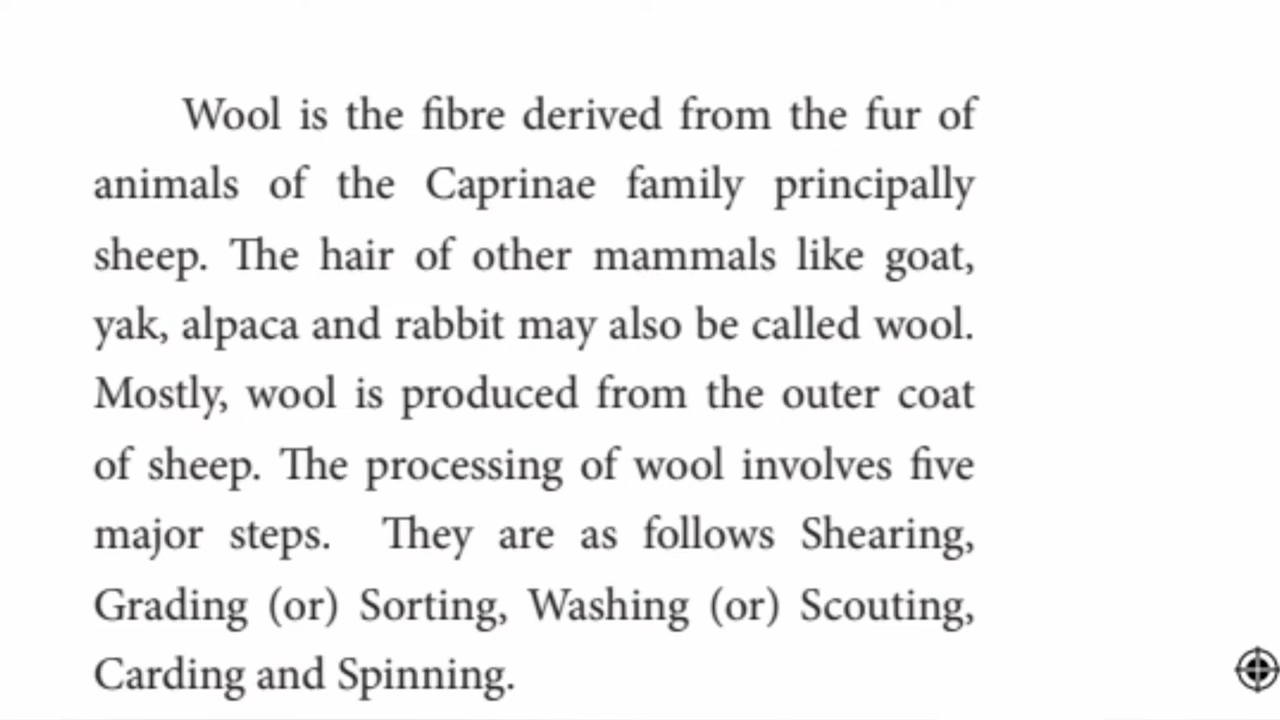 Wool is the fibre derived from the fur of
animals of the Caprinae family principally
sheep. The hair of other mammals like goat,
yak, alpaca and rabbit may also be called wool.
Mostly, wool is produced from the outer coat
of sheep. The processing of wool involves five
major steps.  They are as follows Shearing,
Grading (or) Sorting, Washing (or) Scouting,
Carding and Spinning.